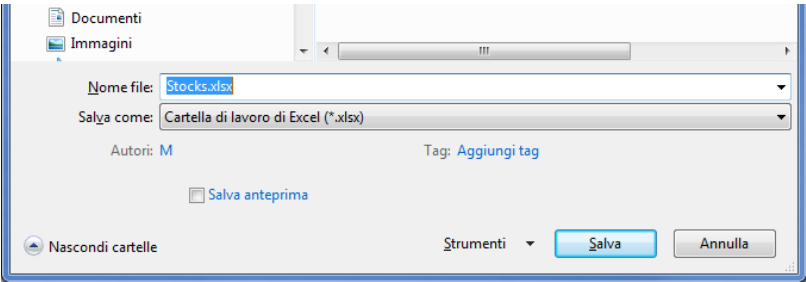 Documenti
Immagini
Nome file: Stocks.xlsx
Salva come: Cartella di lavoro di Excel (*.xlsx)
Autori: M Tag: Aggiungi tag
Salva anteprima
Nascondi cartelle Strumenti Salva Annulla